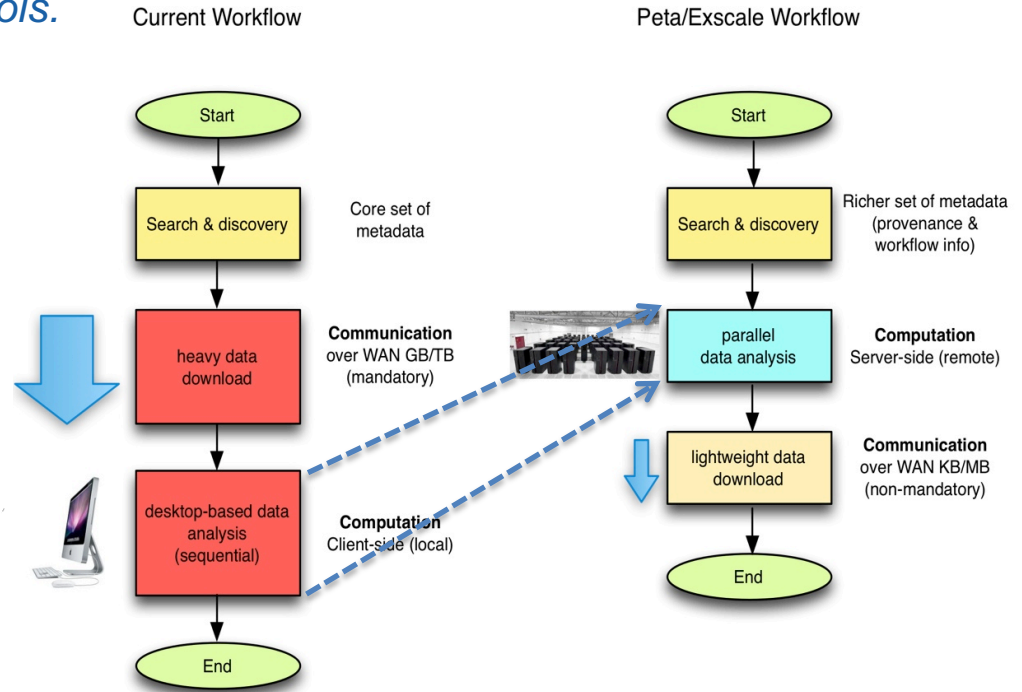 ols.
Current Workflow
Start
Search & discovery
Core set of
metadata
heavy data
download
Communication
over WAN GB/TB
(mandatory)
desktop-based data
analysis
(sequential)
Computation
Client-side (local)
End
Peta/Exscale Workflow
Start
Search & discovery
Richer set of metadata
(provenance &
workflow info)
parallel
data analysis
Computation
Server-side (remote)
lightweight data
download
Communication
over WAN KB/MB
(non-mandatory)
End